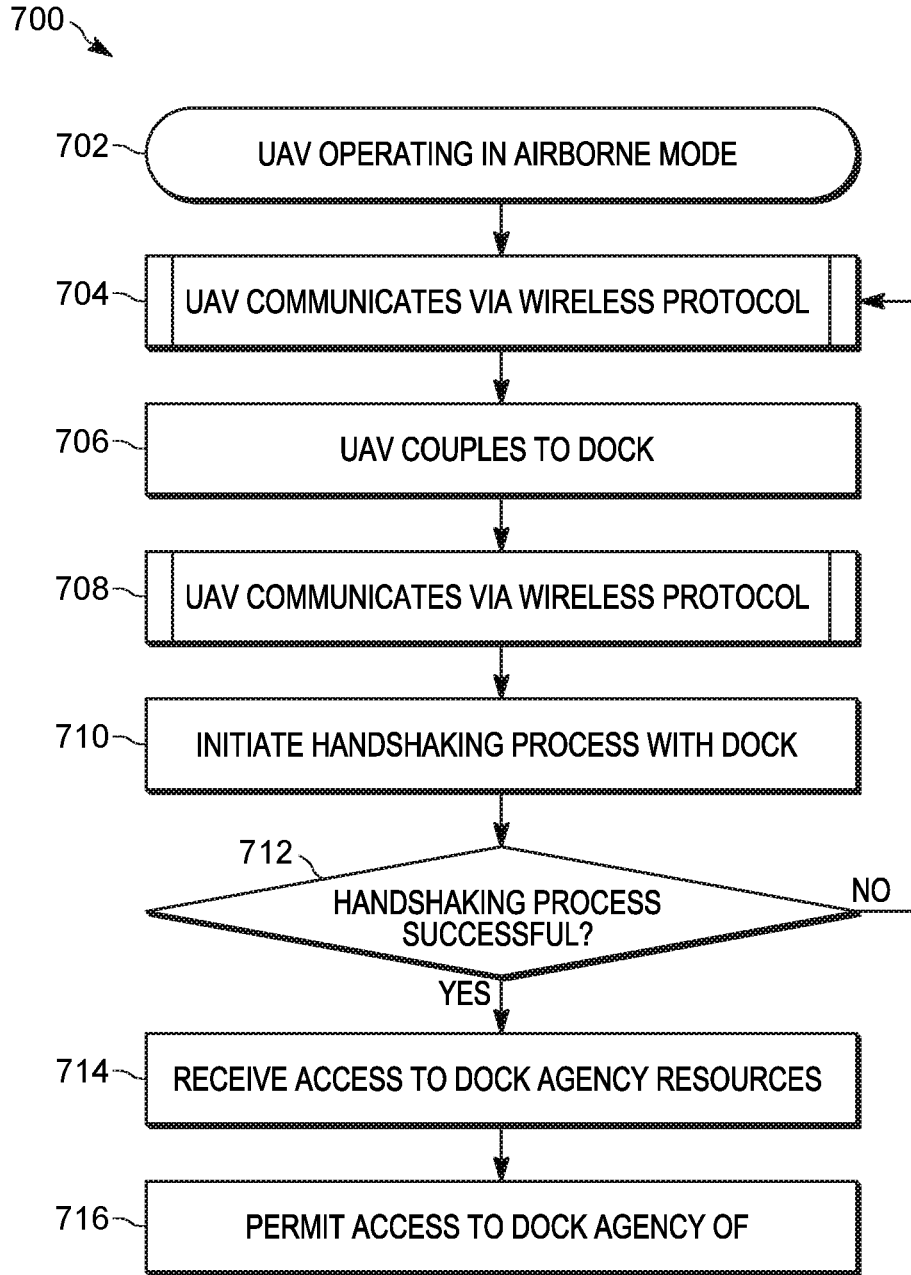 700
702
UAV OPERATING IN AIRBORNE MODE
704
UAV COMMUNICATES VIA WIRELESS PROTOCOL
706
UAV COUPLES TO DOCK
708
UAV COMMUNICATES VIA WIRELESS PROTOCOL
710
INITIATE HANDSHAKING PROCESS WITH DOCK
712
HANDSHAKING PROCESS
SUCCESSFUL?
NO
YES
714
RECEIVE ACCESS TO DOCK AGENCY RESOURCES
716
PERMIT ACCESS TO DOCK AGENCY OF